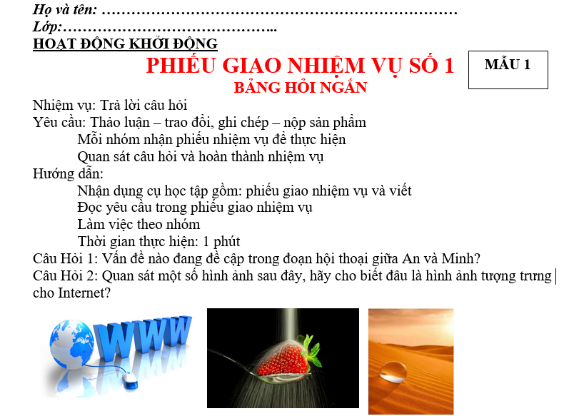 Họ và tên: ………………………………………………………………
Lớp:……………………………………..
HOẠT ĐỘNG KHỞI ĐỘNG
PHIẾU GIAO NHIỆM VỤ SỐ 1
MẪU 1
BẢNG HỎI NGẮN
Nhiệm vụ: Trả lời câu hỏi
Yêu cầu: Thảo luận – trao đổi, ghi chép – nộp sản phẩm
Mỗi nhóm nhận phiếu nhiệm vụ để thực hiện
Quan sát câu hỏi và hoàn thành nhiệm vụ
Hướng dẫn:
Nhận dụng cụ học tập gồm: phiếu giao nhiệm vụ và viết
Đọc yêu cầu trong phiếu giao nhiệm vụ
Làm việc theo nhóm
Thời gian thực hiện: 1 phút
Câu Hỏi 1: Vấn đề nào đang đề cập trong đoạn hội thoại giữa An và Minh?
Câu Hỏi 2: Quan sát một số hình ảnh sau đây, hãy cho biết đâu là hình ảnh tượng trưng
cho Internet?
WWW